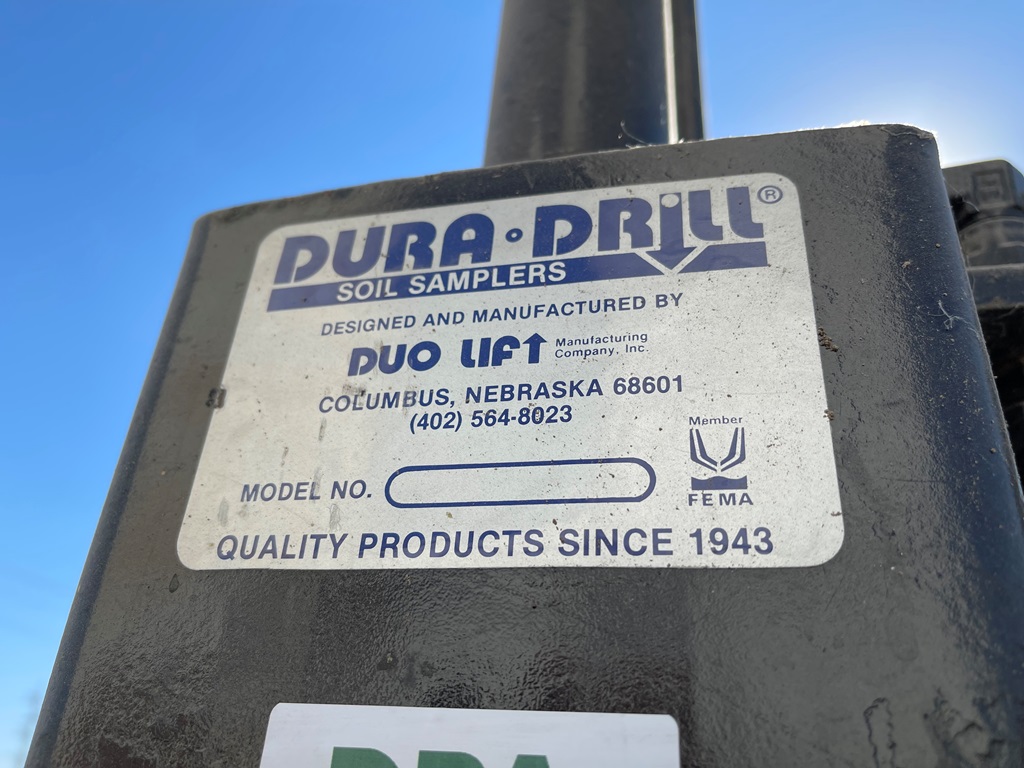 DURA·DRILL®
SOIL SAMPLERS
DESIGNED AND MANUFACTURED BY
DUO LIFT Manufacturing Company, Inc.
COLUMBUS, NEBRASKA 68601
(402) 564-8023
Member
FEMA
MODEL NO.
QUALITY PRODUCTS SINCE 1943